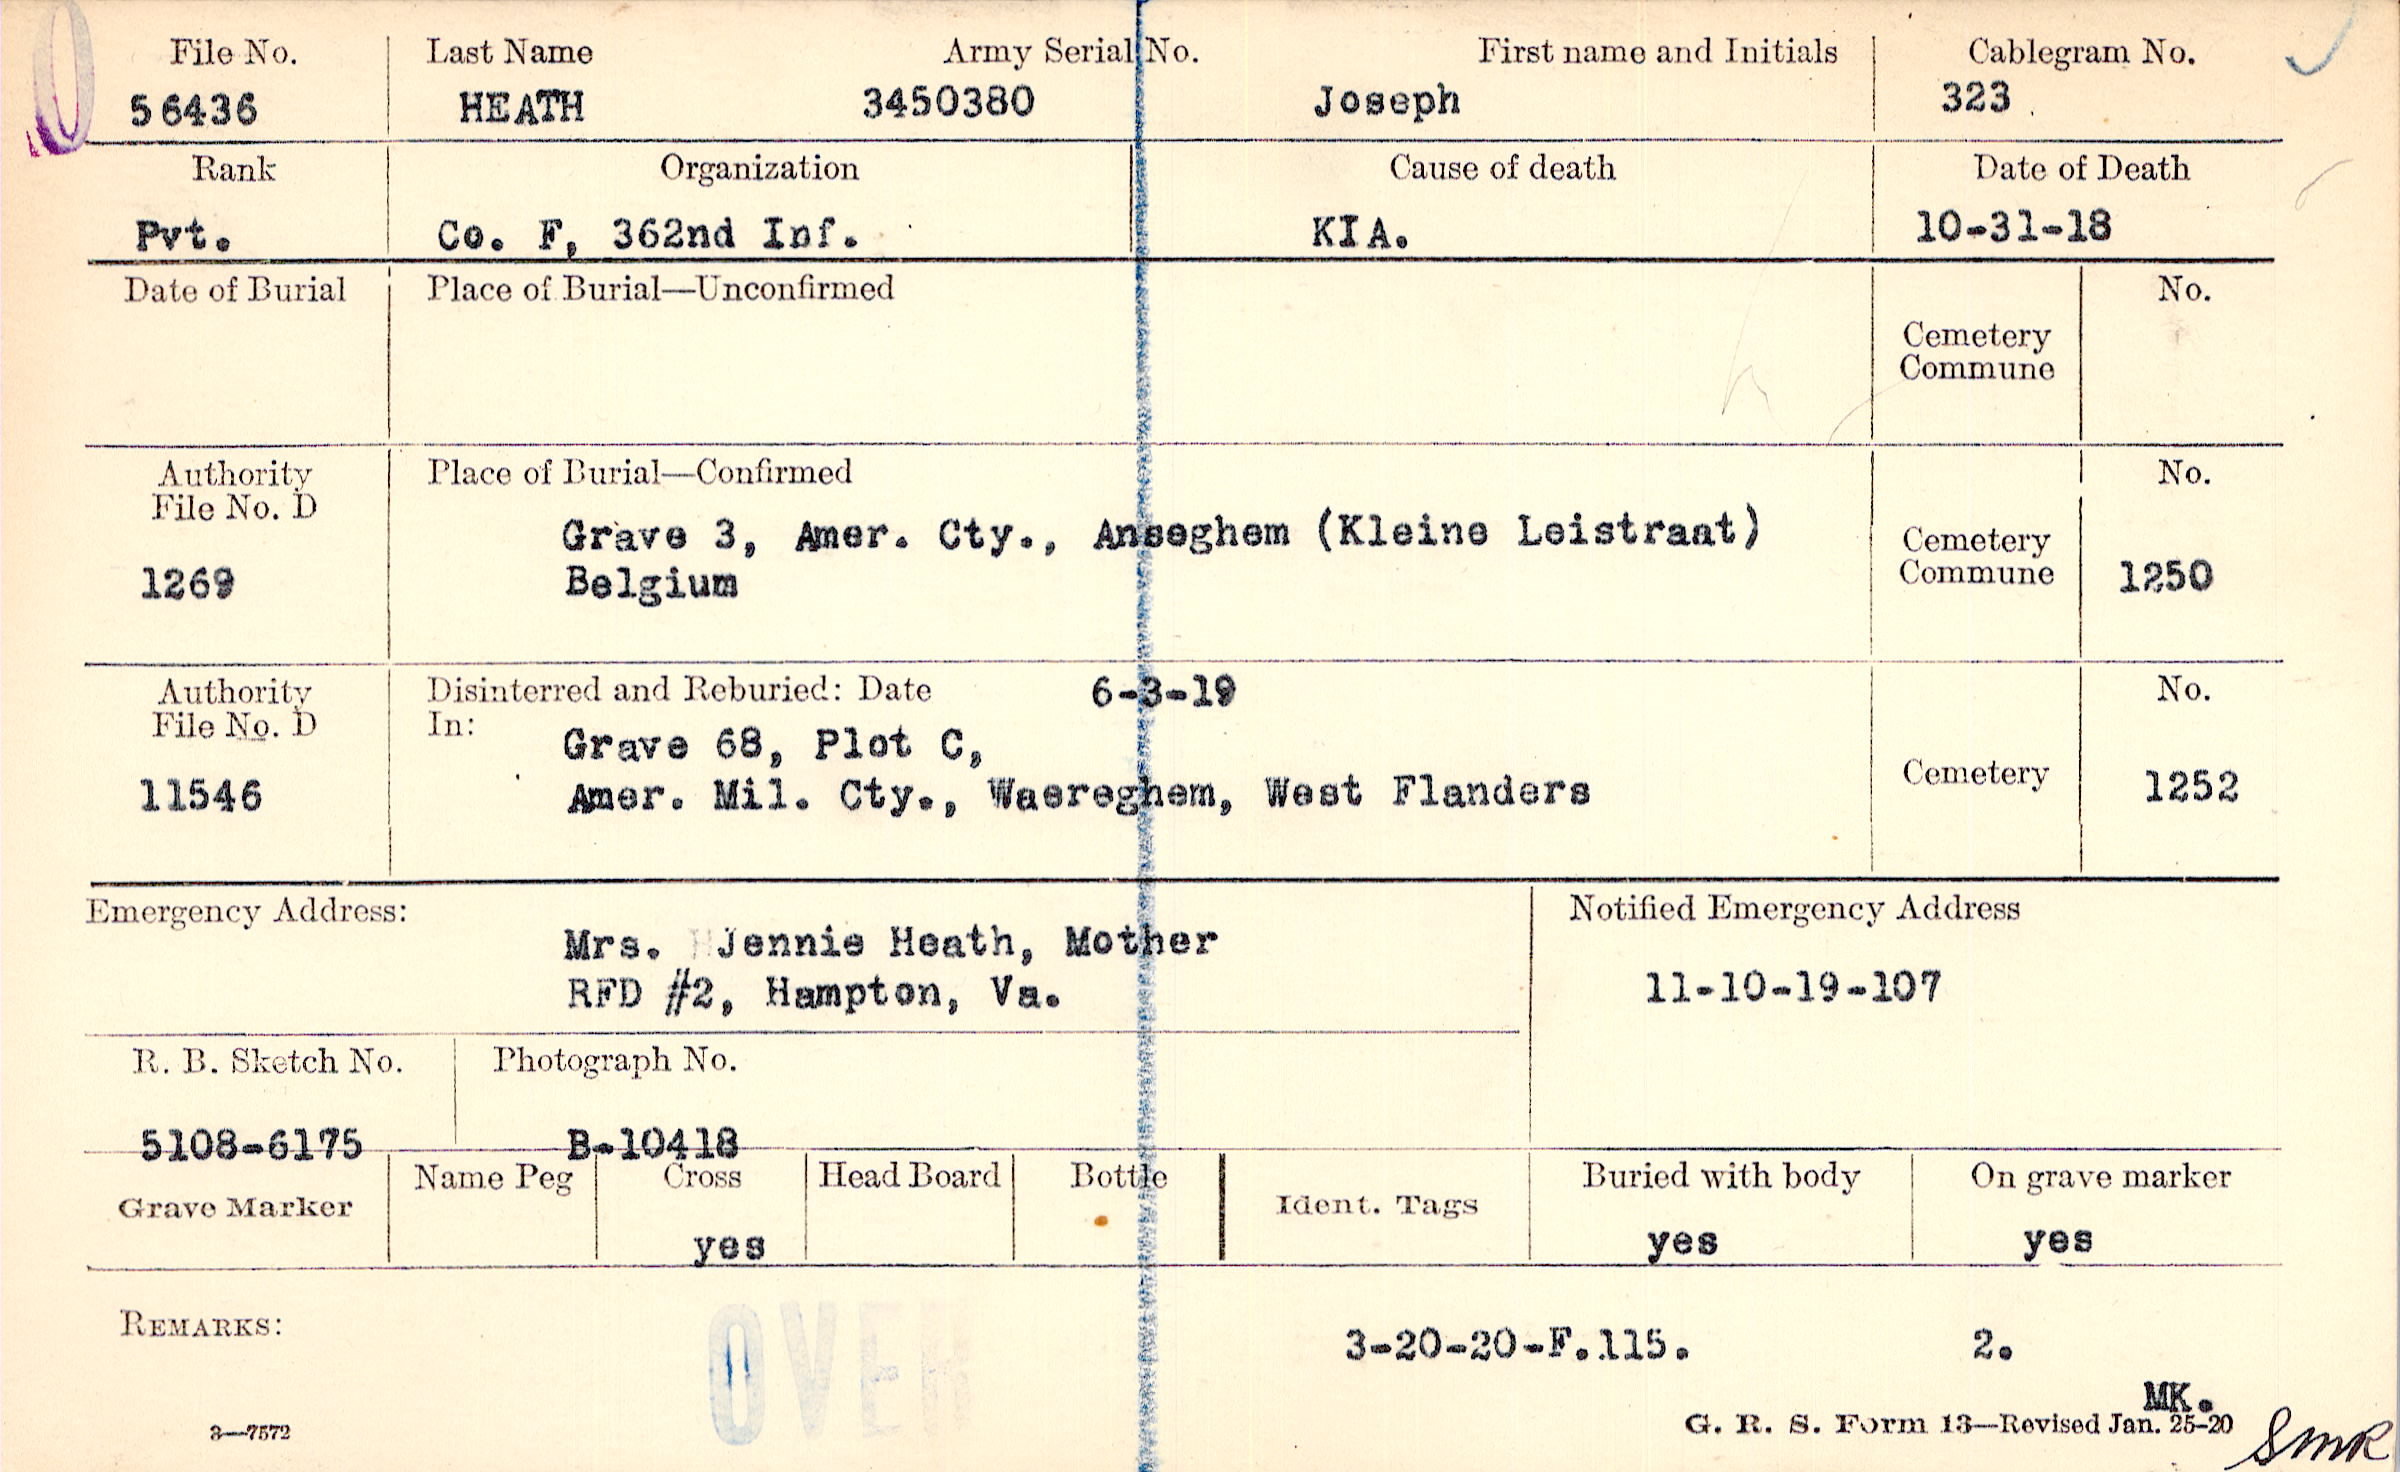 File No. Last Name Army Serial No. First name and Initials Cablegram No.
56436 HEATH 3450380 Joseph 323
Rank Organization Cause of death Date of Death
Pvt. Co. F, 362nd Inf. KIA. 10-31-18
Date of Burial Place of Burial—Unconfirmed No.
Cemetery
Commune
Authority Place of Burial—Confirmed No.
File No. D
Grave 3, Amer. Cty., Anseghem (Kleine Leistraat) Cemetery
1269 Belgium Commune 1250
Authority Disinterred and Reburied: Date 6-3-19 No.
File No. D In:
Grave 68, Plot C,
11546 Amer. Mil. Cty., Waereghem, West Flanders Cemetery 1252
Emergency Address: Notified Emergency Address
Mrs. Jennie Heath, Mother
RFD #2, Hampton, Va. 11-10-19-107
R. B. Sketch No. Photograph No.
5108-6175 B-10418
Grave Marker Name Peg Cross Head Board Bottle Ident. Tags Buried with body On grave marker
yes yes yes
REMARKS: 3-20-20-F.115. 2.
OVER
MK.
3—7572 G. R. S. Form 13—Revised Jan. 25-20
SMR